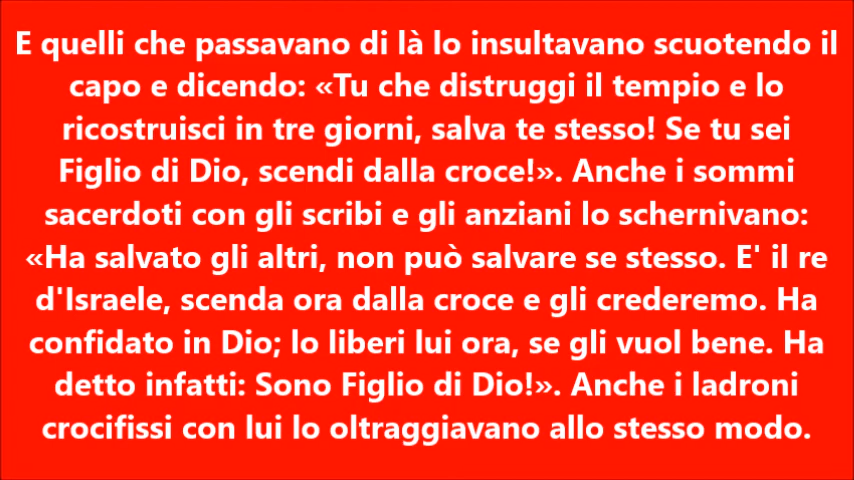 E quelli che passavano di là lo insultavano scuotendo il
capo e dicendo: «Tu che distruggi il tempio e lo
ricostruisci in tre giorni, salva te stesso! Se tu sei
Figlio di Dio, scendi dalla croce!». Anche i sommi
sacerdoti con gli scribi e gli anziani lo schernivano:
«Ha salvato gli altri, non può salvare se stesso. E' il re
d'Israele, scenda ora dalla croce e gli crederemo. Ha
confidato in Dio; lo liberi lui ora, se gli vuol bene. Ha
detto infatti: Sono Figlio di Dio!». Anche i ladroni
crocifissi con lui lo oltraggiavano allo stesso modo.